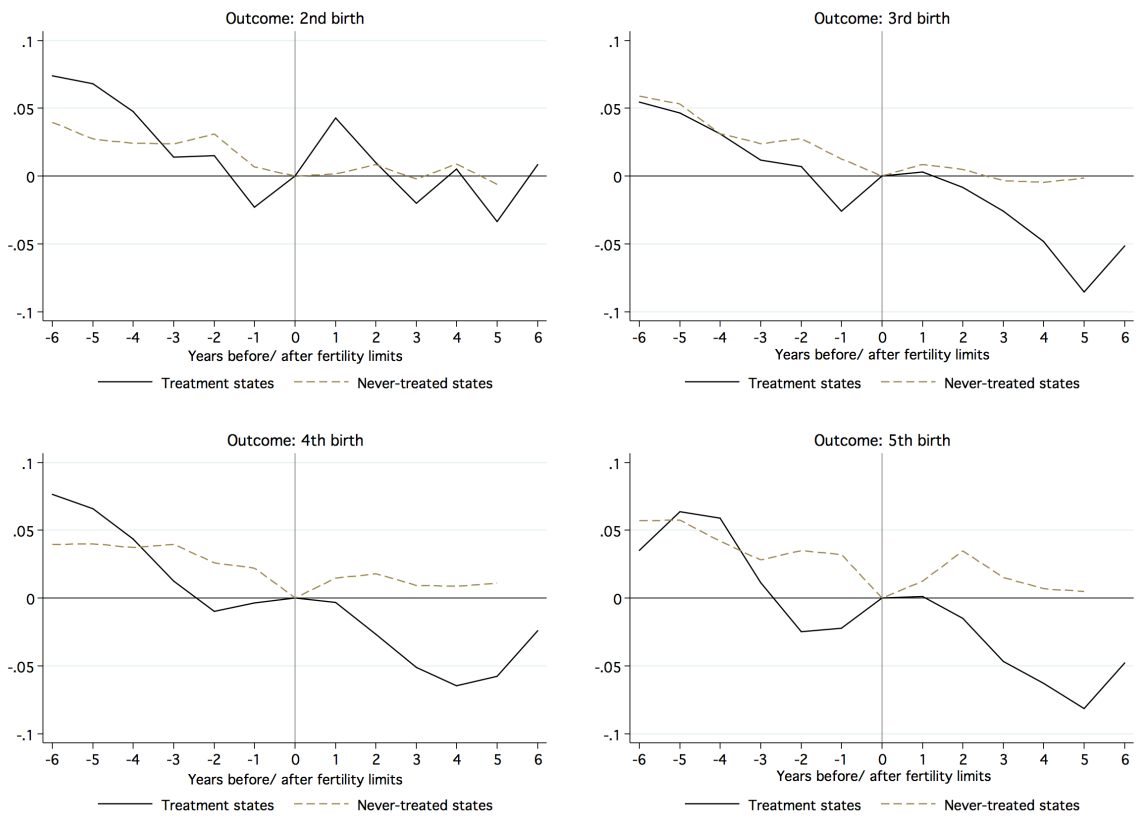 Outcome: 2nd birth
.1
.05
0
-.05
-.1
-6 -5 -4 -3 -2 -1 0 1 2 3 4 5 6
Years before/ after fertility limits
Treatment states Never-treated states
Outcome: 3rd birth
.1
.05
0
-.05
-.1
-6 -5 -4 -3 -2 -1 0 1 2 3 4 5 6
Years before/ after fertility limits
Treatment states Never-treated states
Outcome: 4th birth
.1
.05
0
-.05
-.1
-6 -5 -4 -3 -2 -1 0 1 2 3 4 5 6
Years before/ after fertility limits
Treatment states Never-treated states
Outcome: 5th birth
.1
.05
0
-.05
-.1
-6 -5 -4 -3 -2 -1 0 1 2 3 4 5 6
Years before/ after fertility limits
Treatment states Never-treated states